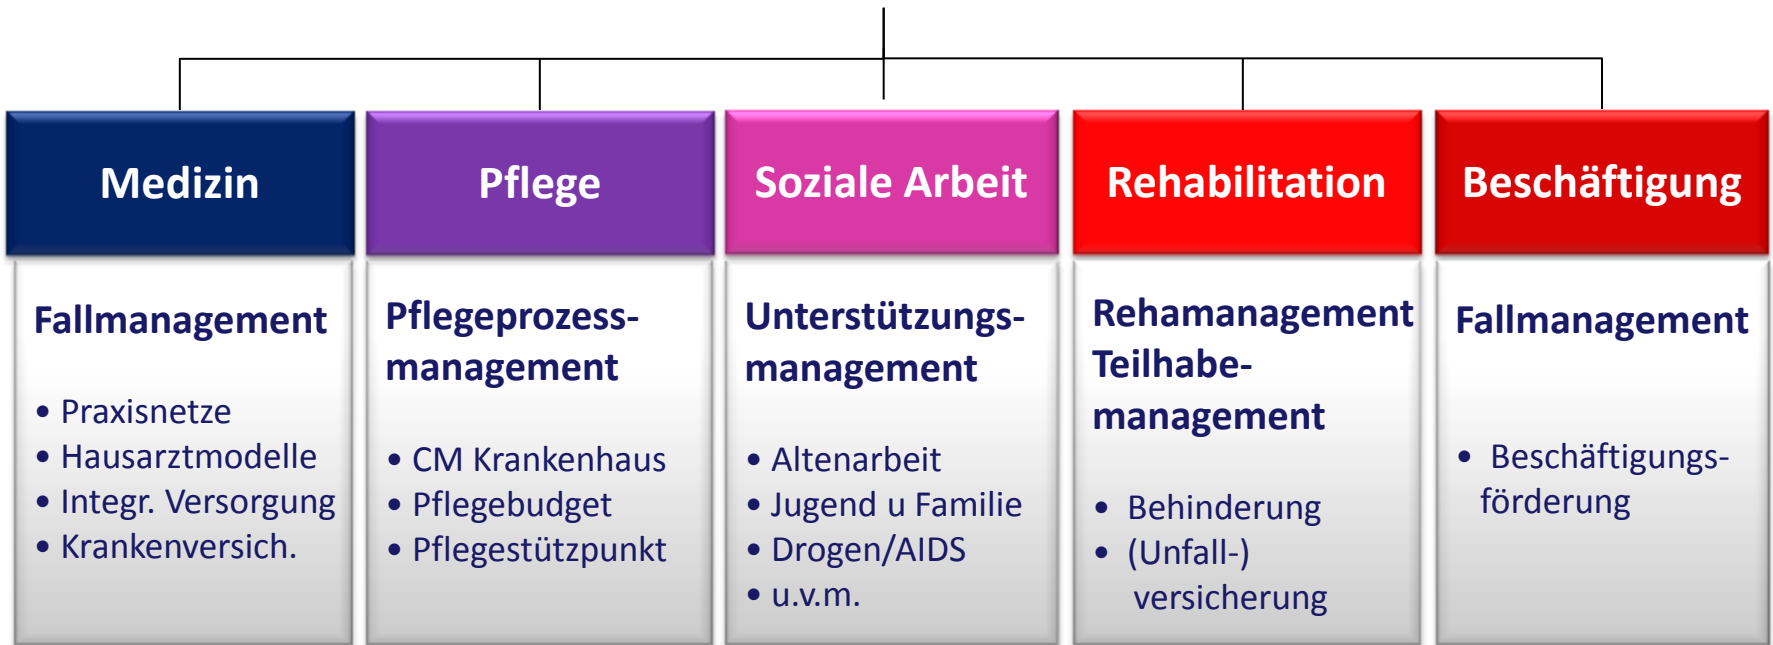 Medizin
Fallmanagement
• Praxisnetze
• Hausarztmodelle
• Integr. Versorgung
• Krankenversich.
Pflege
Pflegeprozess-
management
• CM Krankenhaus
• Pflegebudget
• Pflegestützpunkt
Soziale Arbeit
Unterstützungs-
management
• Altenarbeit
• Jugend u Familie
• Drogen/AIDS
• u.v.m.
Rehabilitation
Rehamanagement
Teilhabe-
management
• Behinderung
• (Unfall-)
versicherung
Beschäftigung
Fallmanagement
• Beschäftigungs-
förderung